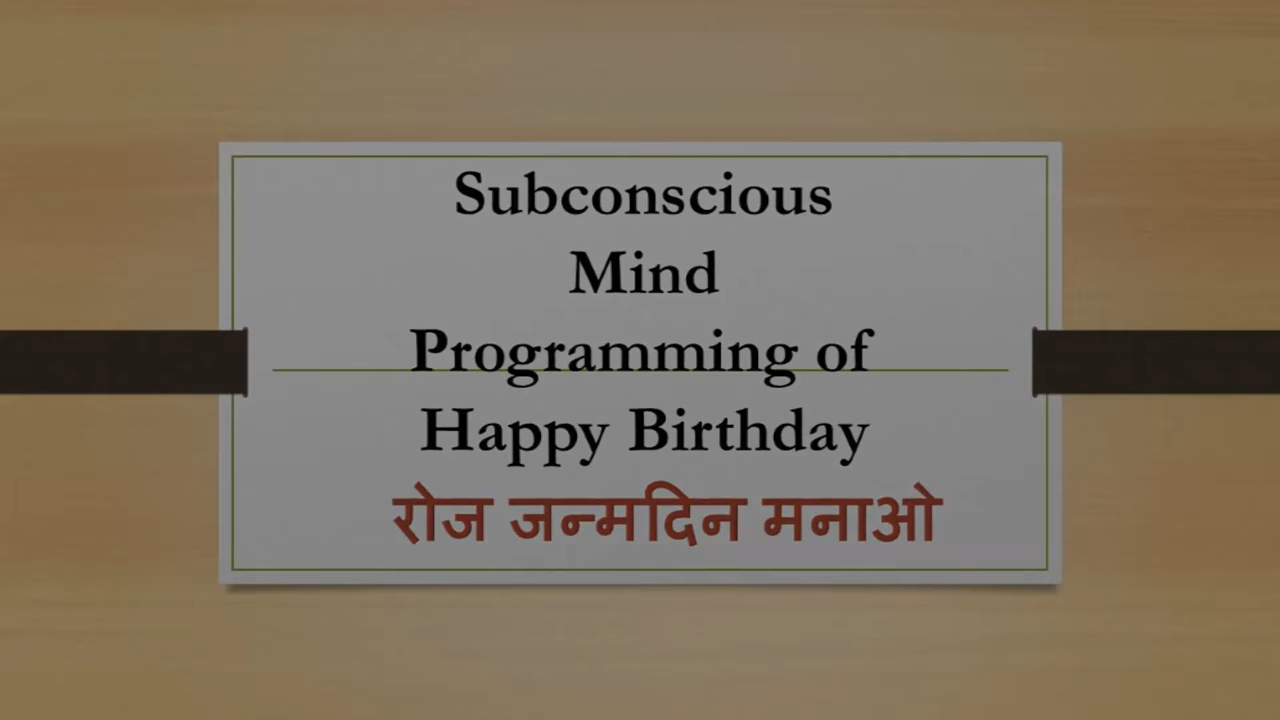 Subconscious
Mind
Programming of
Happy Birthday
रोज जन्मदिन मनाओ